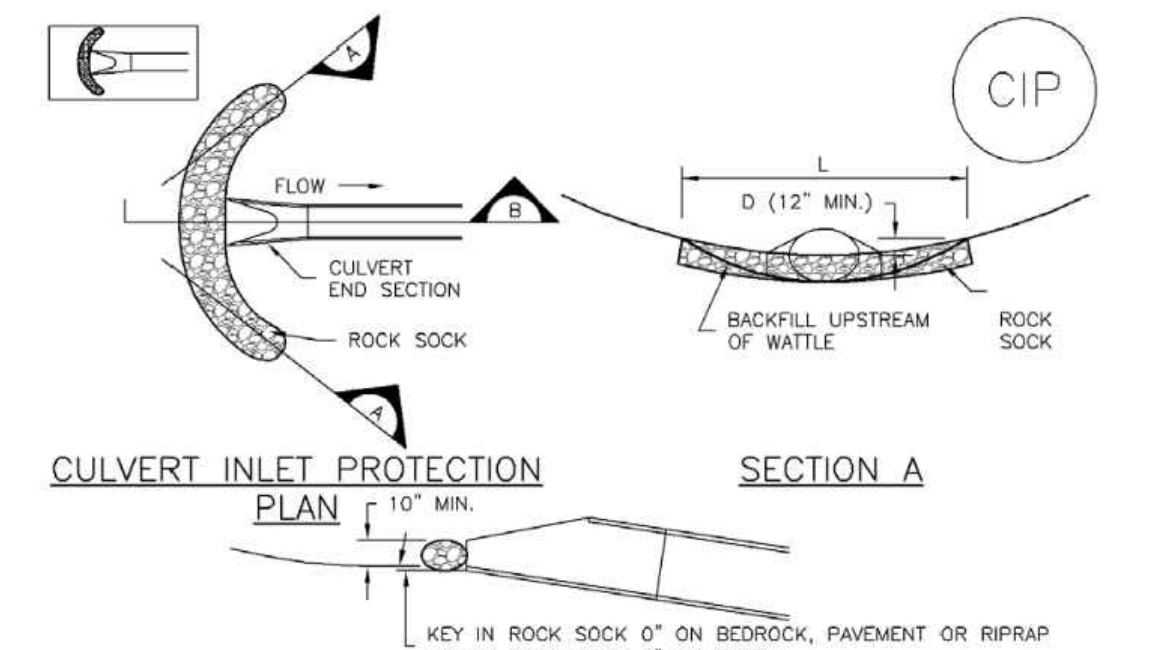 A
CIP
FLOW
B
L
D (12" MIN.)
CULVERT
END SECTION
ROCK SOCK
BACKFILL UPSTREAM
OF WATTLE
ROCK
SOCK
A
CULVERT INLET PROTECTION
PLAN
SECTION A
10" MIN.
KEY IN ROCK SOCK 0" ON BEDROCK, PAVEMENT OR RIPRAP